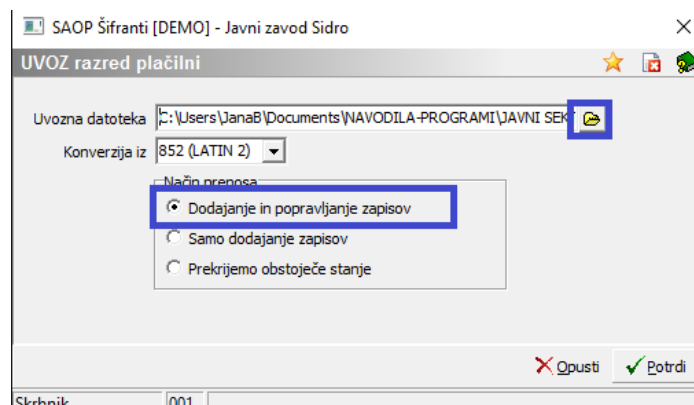 SAOP Šifranti [DEMO] - Javni zavod Sidro
UVOZ razred plačilni
Uvozna datoteka C:\Users\JanaB\Documents\NAVODILA-PROGRAMI\JAVNI SEK
Konverzija iz 852 (LATIN 2)
Način prenosa
Dodajanje in popravljanje zapisov
Samo dodajanje zapisov
Prekrijemo obstoječe stanje
Opusti Potrdi
Skrbnik 001